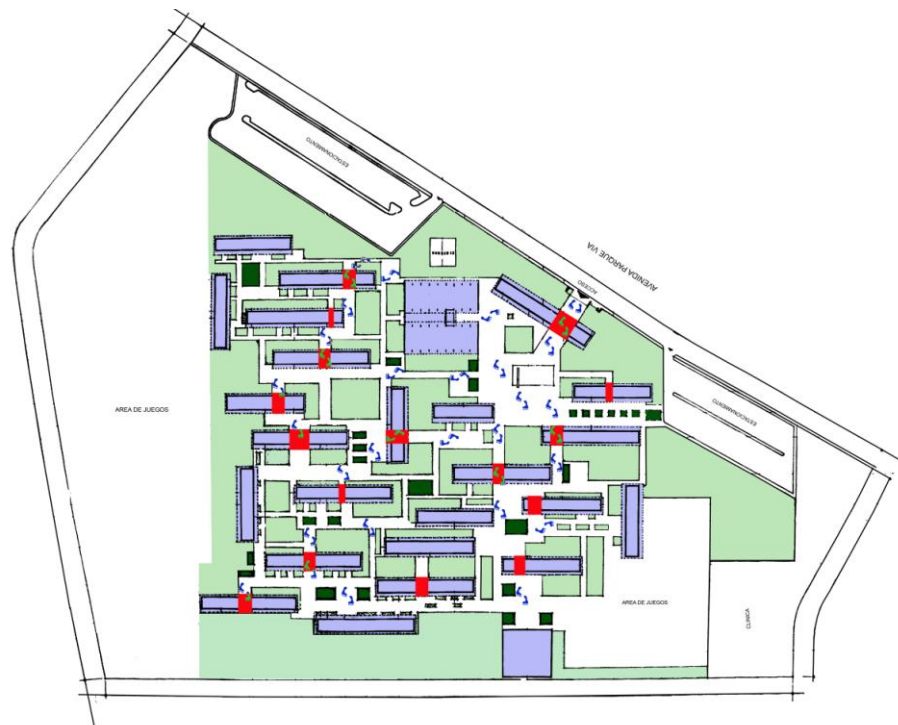 ESTACIONAMIENTO
AVENIDA PARQUE VIA
ACCESO
ESTACIONAMIENTO
AREA DE JUEGOS
AREA DE JUEGOS
CLINICA